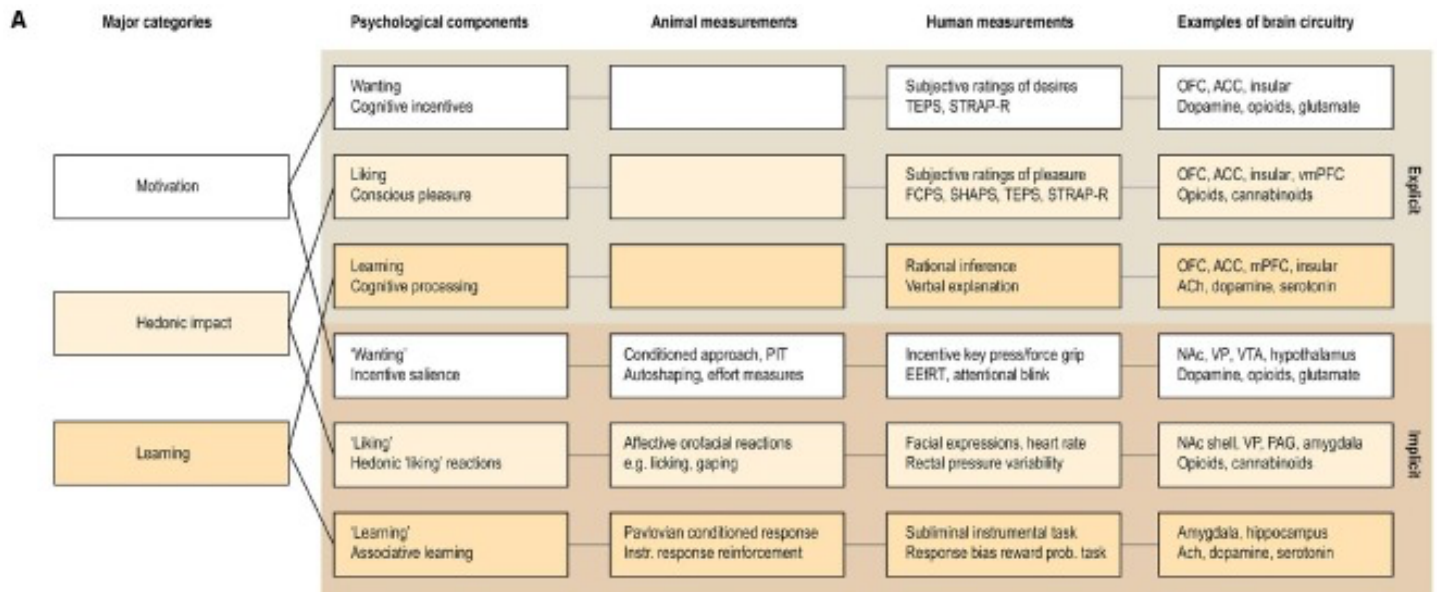 A
Major categories
Psychological components
Animal measurements
Human measurements
Examples of brain circuitry
Motivation
Hedonic impact
Learning
Wanting
Cognitive incentives
Subjective ratings of desires
TEPS, STRAP-R
OFC, ACC, insular
Dopamine, opioids, glutamate
Liking
Conscious pleasure
Subjective ratings of pleasure
FCPS, SHAPS, TEPS, STRAP-R
OFC, ACC, insular, vmPFC
Opioids, cannabinoids
Learning
Cognitive processing
Rational inference
Verbal explanation
OFC, ACC, mPFC, insular
ACh, dopamine, serotonin
Explicit
'Wanting'
Incentive salience
Conditioned approach, PIT
Autoshaping, effort measures
Incentive key press/force grip
EEfRT, attentional blink
NAc, VP, VTA, hypothalamus
Dopamine, opioids, glutamate
'Liking'
Hedonic 'liking' reactions
Affective orofacial reactions
e.g. licking, gaping
Facial expressions, heart rate
Rectal pressure variability
NAc shell, VP, PAG, amygdala
Opioids, cannabinoids
'Learning'
Associative learning
Pavlovian conditioned response
Instr. response reinforcement
Subliminal instrumental task
Response bias reward prob. task
Amygdala, hippocampus
Ach, dopamine, serotonin
Implicit